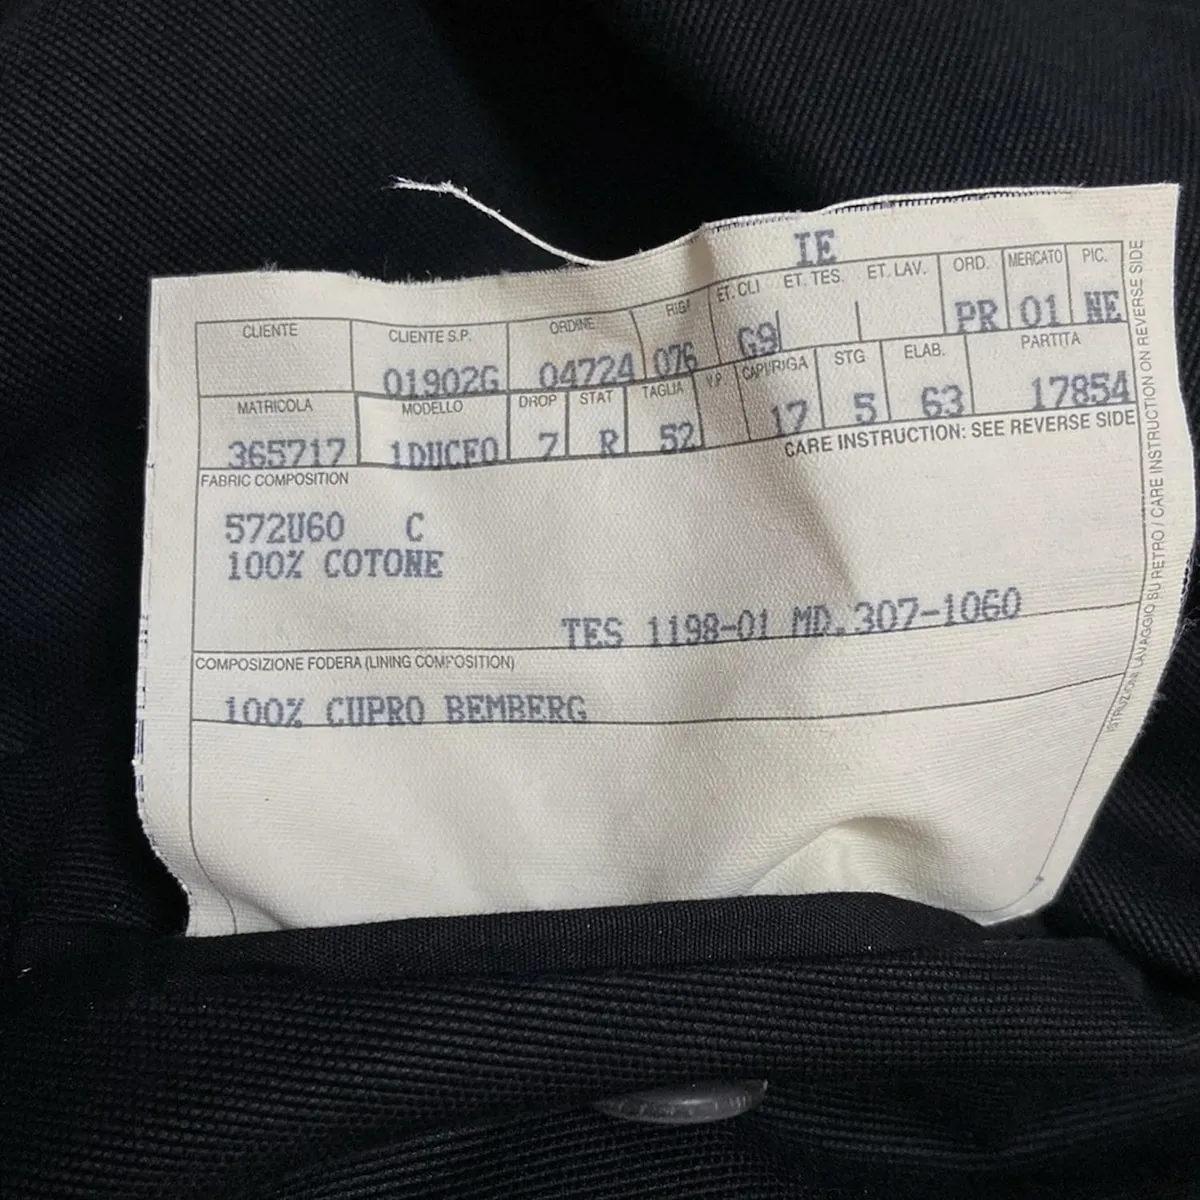 IE
CLIENTE CLIENTE S.P. ORDINE RIGA ET. CLI ET. TES. ET. LAV. ORD. MERCATO PIC.
01902G 04724 076 G9 PR 01 NE
MATRICOLA MODELLO DROP STAT TAGLIA V.P. CAPI/RIGA STG ELAB. PARTITA
365717 1DUCE0 7 R 52 17 5 63 17854
CARE INSTRUCTION: SEE REVERSE SIDE
FABRIC COMPOSITION
572U60 C
100% COTONE
TES 1198-01 MD.307-1060
COMPOSIZIONE FODERA (LINING COMPOSITION)
100% CUPRO BEMBERG
ISTRUZIONE LAVAGGIO SU RETRO / CARE INSTRUCTION ON REVERSE SIDE